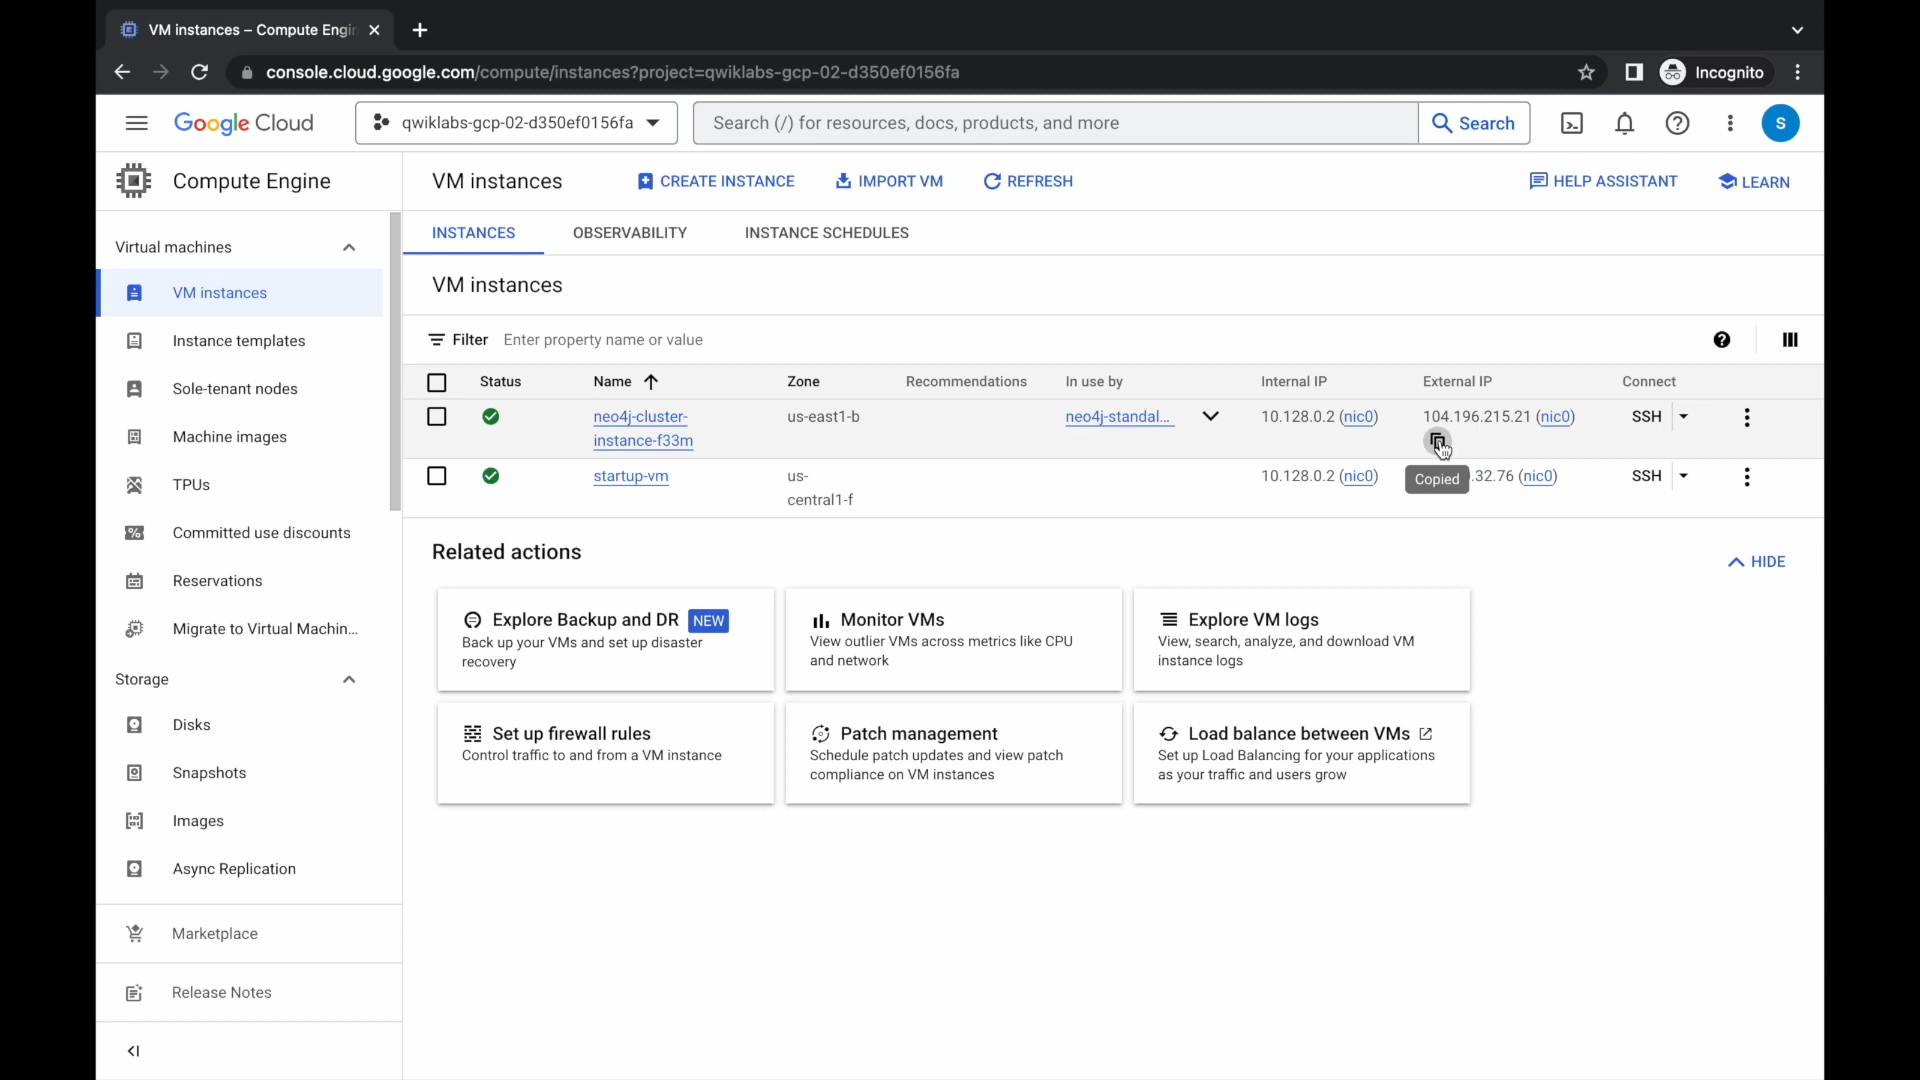 VM instances – Compute Engin
console.cloud.google.com/compute/instances?project=qwiklabs-gcp-02-d350ef0156fa
Incognito
Google Cloud
qwiklabs-gcp-02-d350ef0156fa
Search (/) for resources, docs, products, and more
Search
S
Compute Engine
VM instances
CREATE INSTANCE
IMPORT VM
REFRESH
HELP ASSISTANT
LEARN
Virtual machines
VM instances
Instance templates
Sole-tenant nodes
Machine images
TPUs
Committed use discounts
Reservations
Migrate to Virtual Machin...
Storage
Disks
Snapshots
Images
Async Replication
Marketplace
Release Notes
INSTANCES
OBSERVABILITY
INSTANCE SCHEDULES
VM instances
Filter
Enter property name or value
Status
Name
Zone
Recommendations
In use by
Internal IP
External IP
Connect
neo4j-cluster-
instance-f33m
us-east1-b
neo4j-standal...
10.128.0.2 (nic0)
104.196.215.21 (nic0)
SSH
startup-vm
us-
central1-f
10.128.0.2 (nic0)
Copied
.32.76 (nic0)
SSH
Related actions
HIDE
Explore Backup and DR NEW
Back up your VMs and set up disaster
recovery
Monitor VMs
View outlier VMs across metrics like CPU
and network
Explore VM logs
View, search, analyze, and download VM
instance logs
Set up firewall rules
Control traffic to and from a VM instance
Patch management
Schedule patch updates and view patch
compliance on VM instances
Load balance between VMs
Set up Load Balancing for your applications
as your traffic and users grow